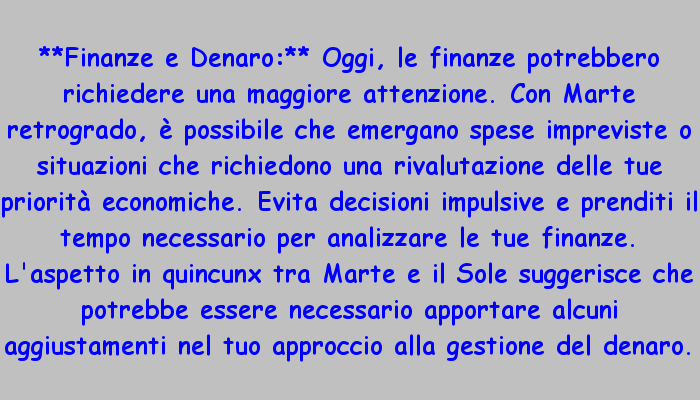 **Finanze e Denaro:** Oggi, le finanze potrebbero
richiedere una maggiore attenzione. Con Marte
retrogrado, è possibile che emergano spese impreviste o
situazioni che richiedono una rivalutazione delle tue
priorità economiche. Evita decisioni impulsive e prenditi il
tempo necessario per analizzare le tue finanze.
L'aspetto in quincunx tra Marte e il Sole suggerisce che
potrebbe essere necessario apportare alcuni
aggiustamenti nel tuo approccio alla gestione del denaro.